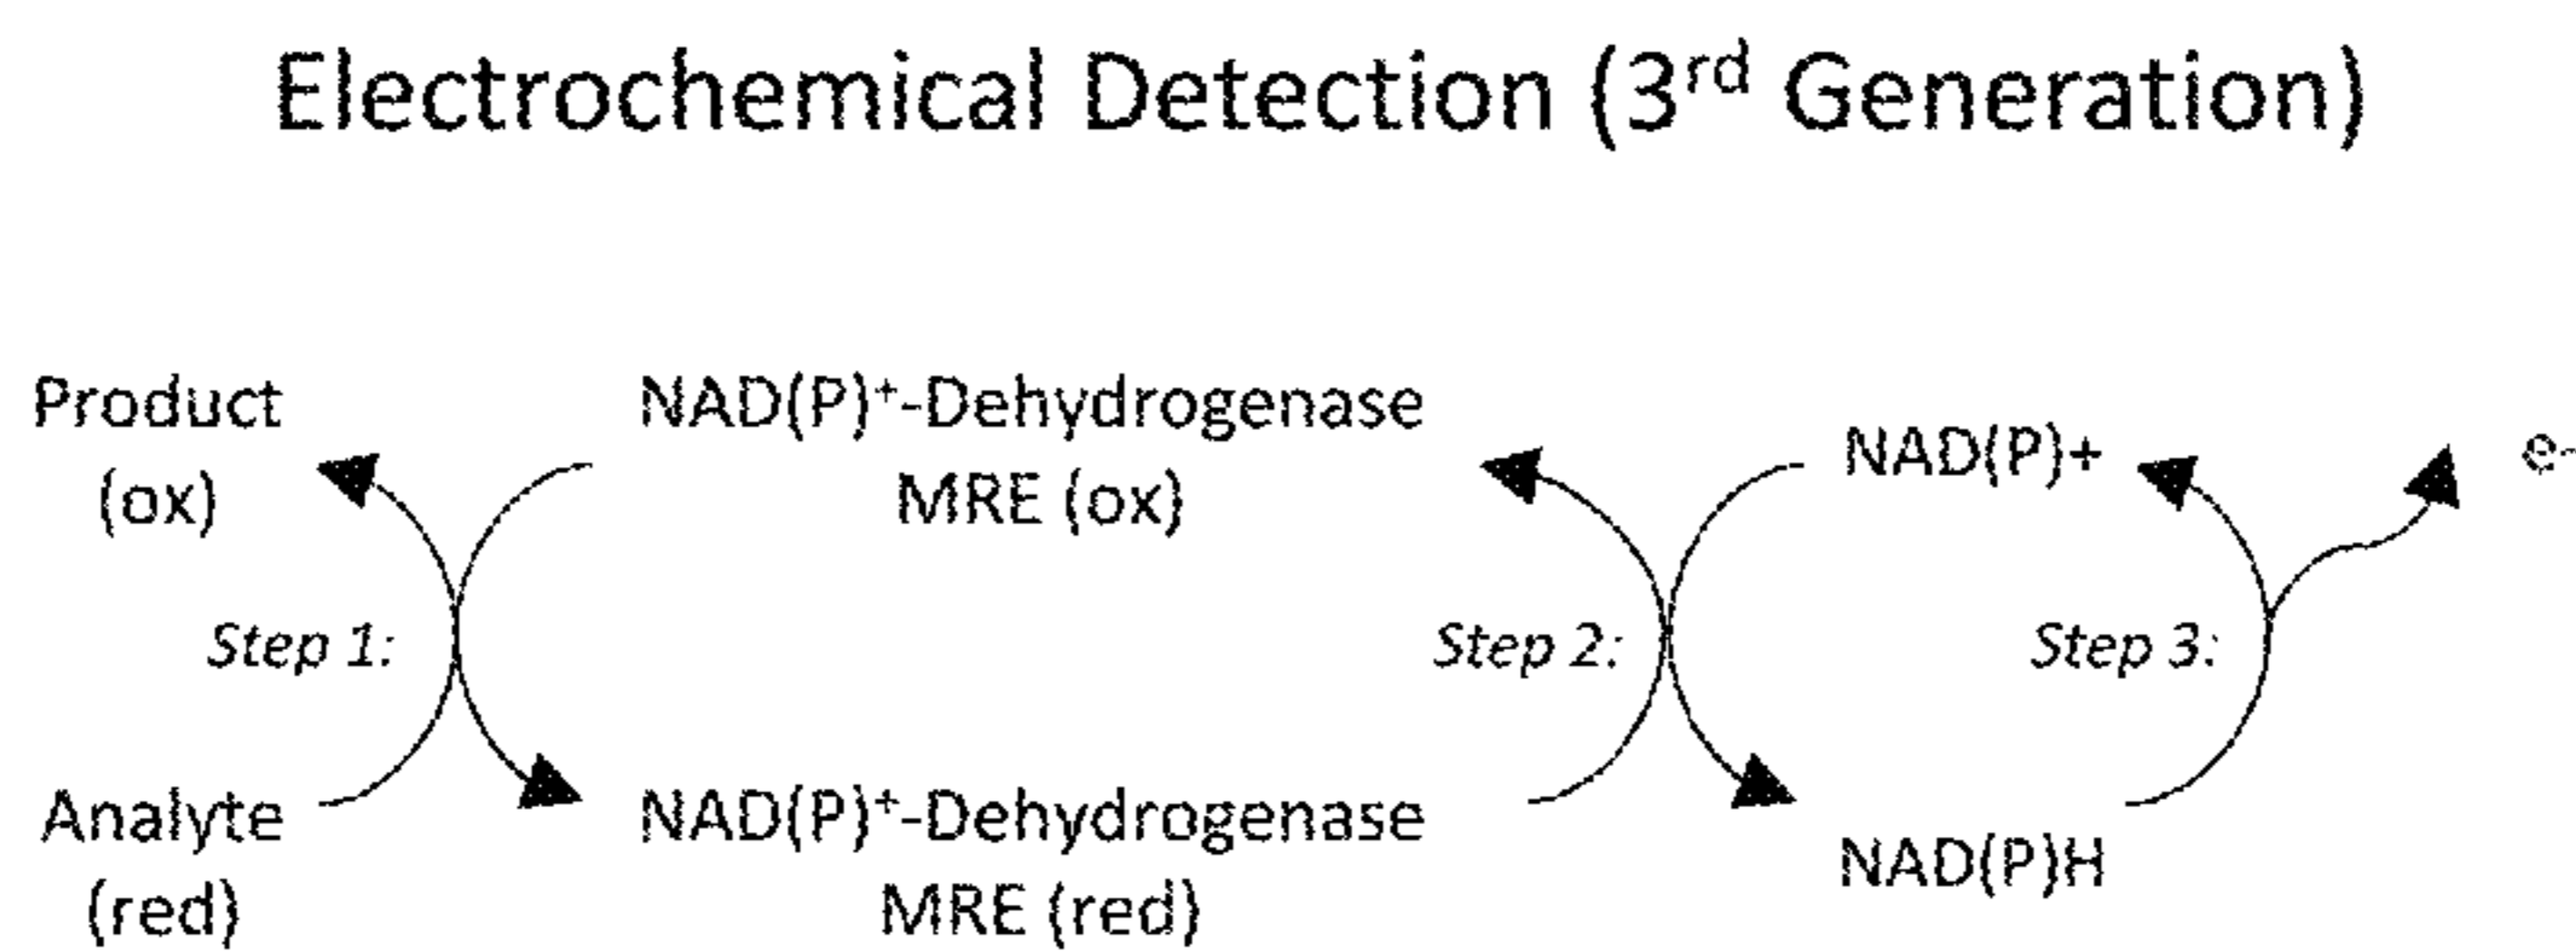 Electrochemical Detection (3rd Generation)
Product
(ox)
NAD(P)⁺-Dehydrogenase
MRE (ox)
NAD(P)+
e-
Step 1:
Step 2:
Step 3:
Analyte
(red)
NAD(P)⁺-Dehydrogenase
MRE (red)
NAD(P)H